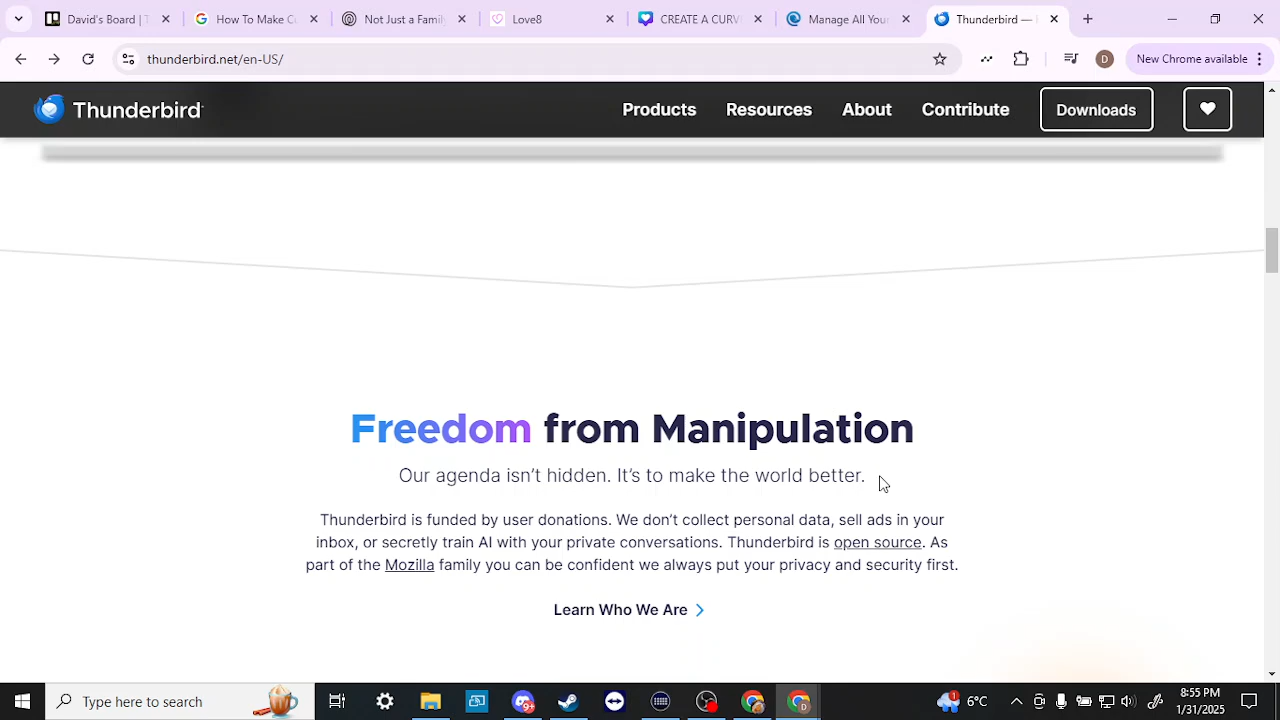 David's Board |
How To Make Cu
Not Just a Family
Love8
CREATE A CURV
Manage All Your
Thunderbird — F
thunderbird.net/en-US/
D
New Chrome available
Thunderbird
Products
Resources
About
Contribute
Downloads
Freedom from Manipulation
Our agenda isn't hidden. It's to make the world better.
Thunderbird is funded by user donations. We don't collect personal data, sell ads in your
inbox, or secretly train AI with your private conversations. Thunderbird is open source. As
part of the Mozilla family you can be confident we always put your privacy and security first.
Learn Who We Are
Type here to search
9+
D
1
6°C
8:55 PM
1/31/2025